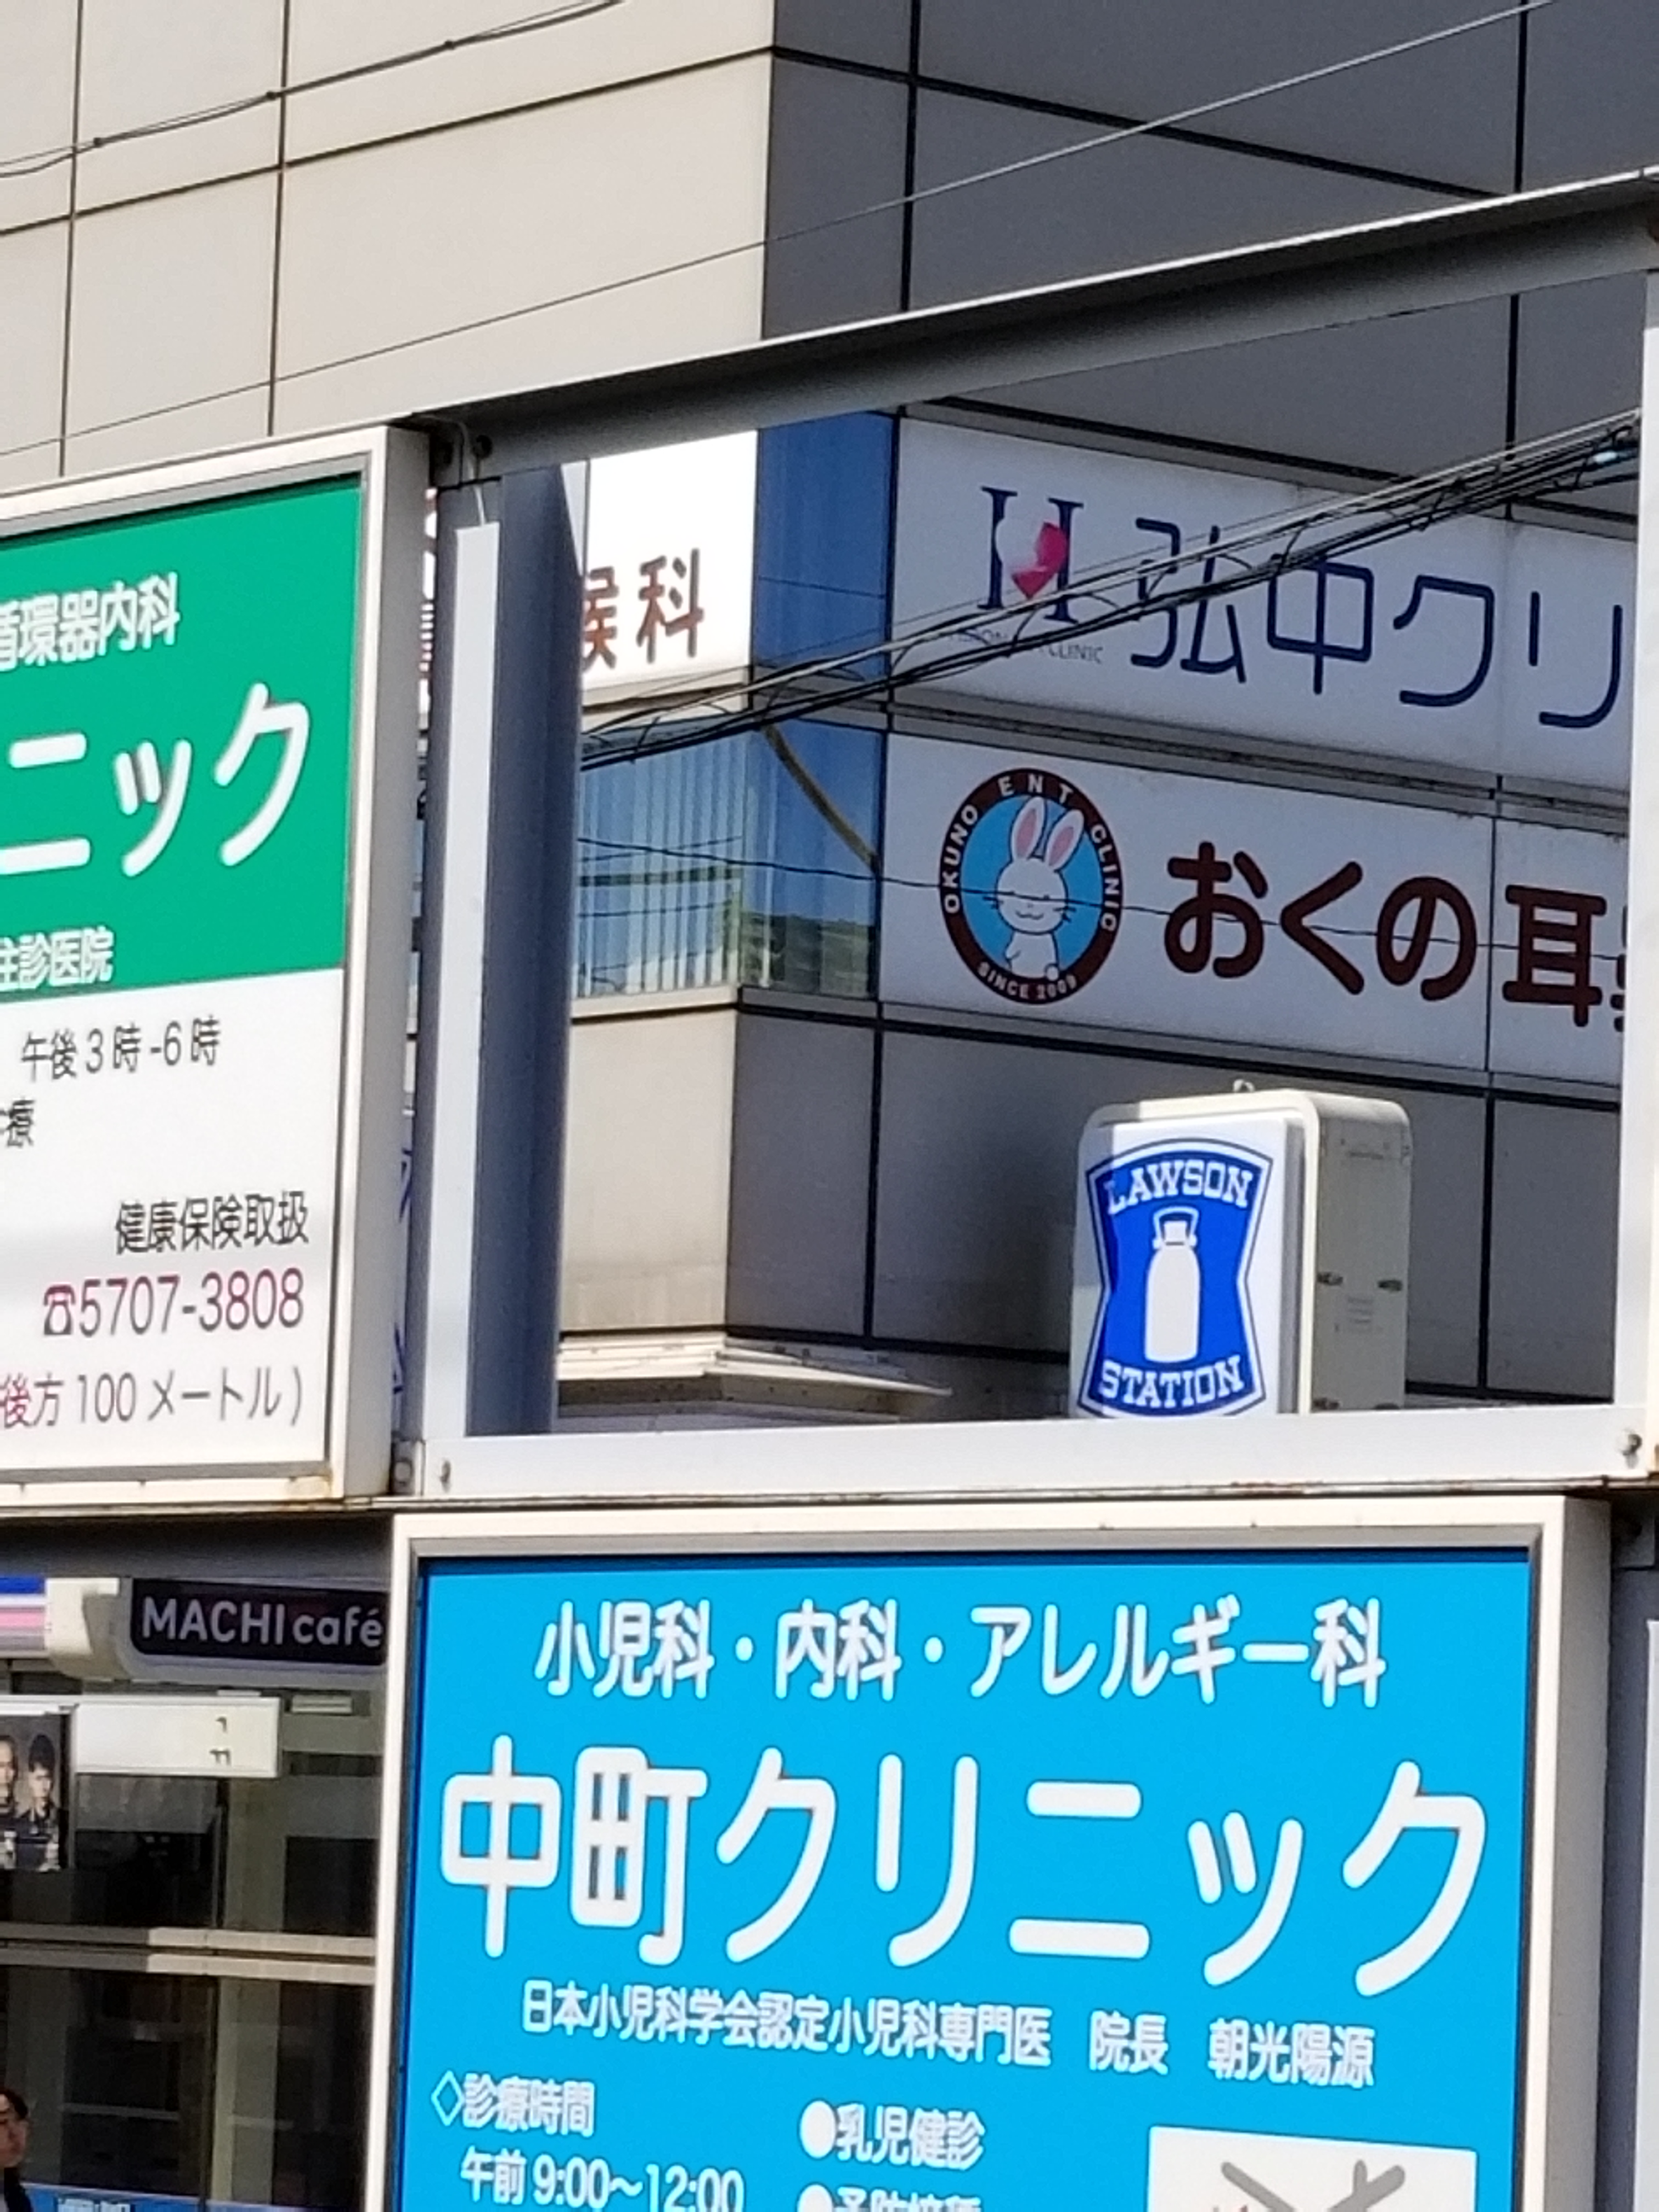 循環器内科
ニック
往診医院
午後3時-6時
療
健康保険取扱
☎5707-3808
後方100メートル)
喉科
H
CLINIC
弘中クリ
OKUNO ENT CLINIC
SINCE 2009
おくの耳
LAWSON
STATION
MACHI café
小児科・内科・アレルギー科
中町クリニック
日本小児科学会認定小児科専門医 院長 朝光陽源
◇診療時間
午前9:00〜12:00
●乳児健診
●予防接種